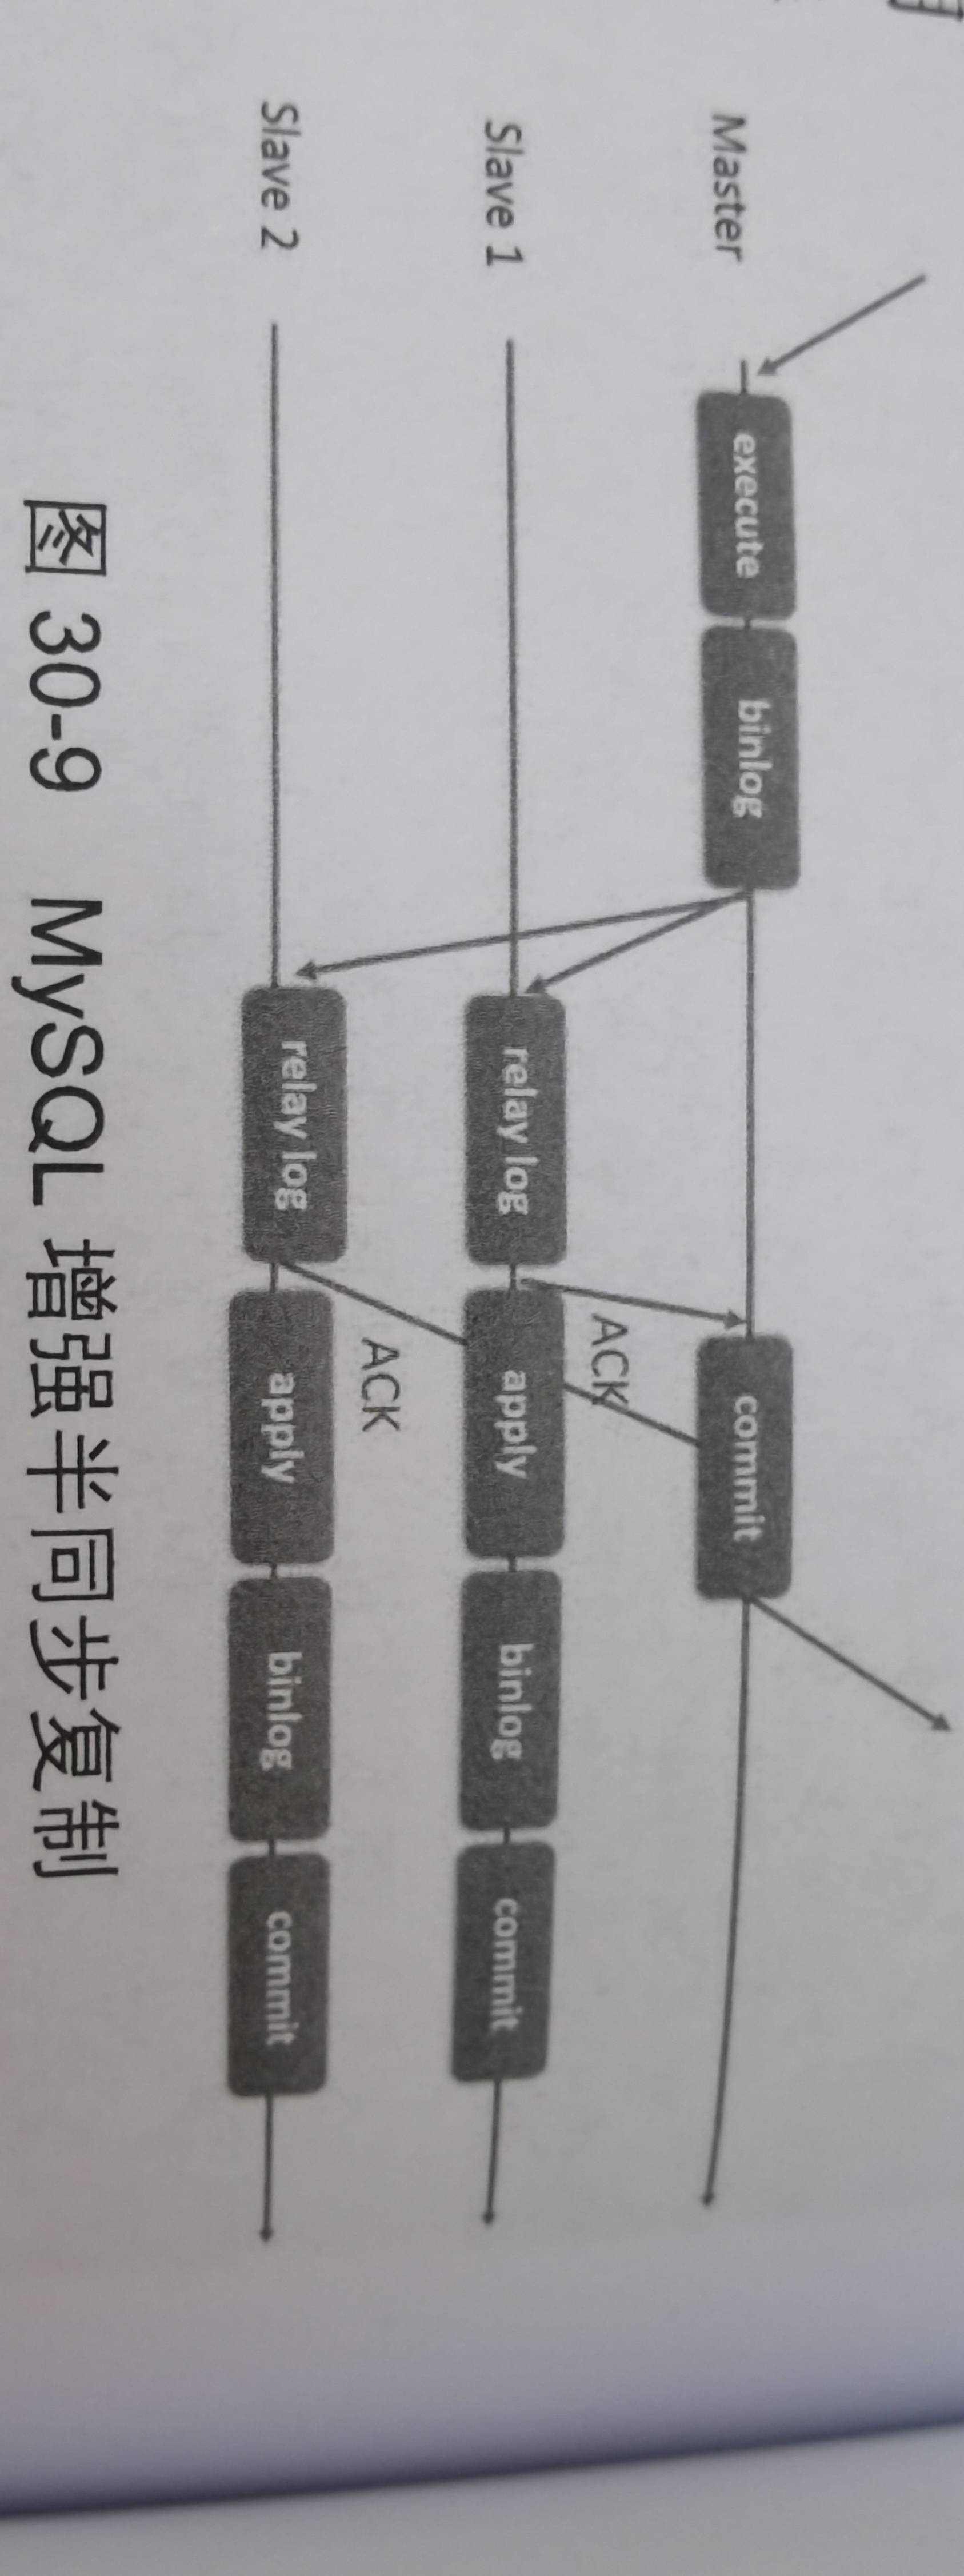 Master execute binlog commit
ACK
Slave 1 relay log apply binlog commit
ACK
Slave 2 relay log apply binlog commit
图 30-9 MySQL 增强半同步复制